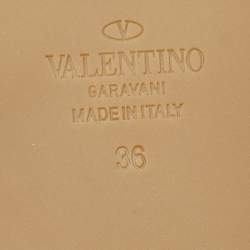 V
VALENTINO
GARAVANI
MADE IN ITALY
36